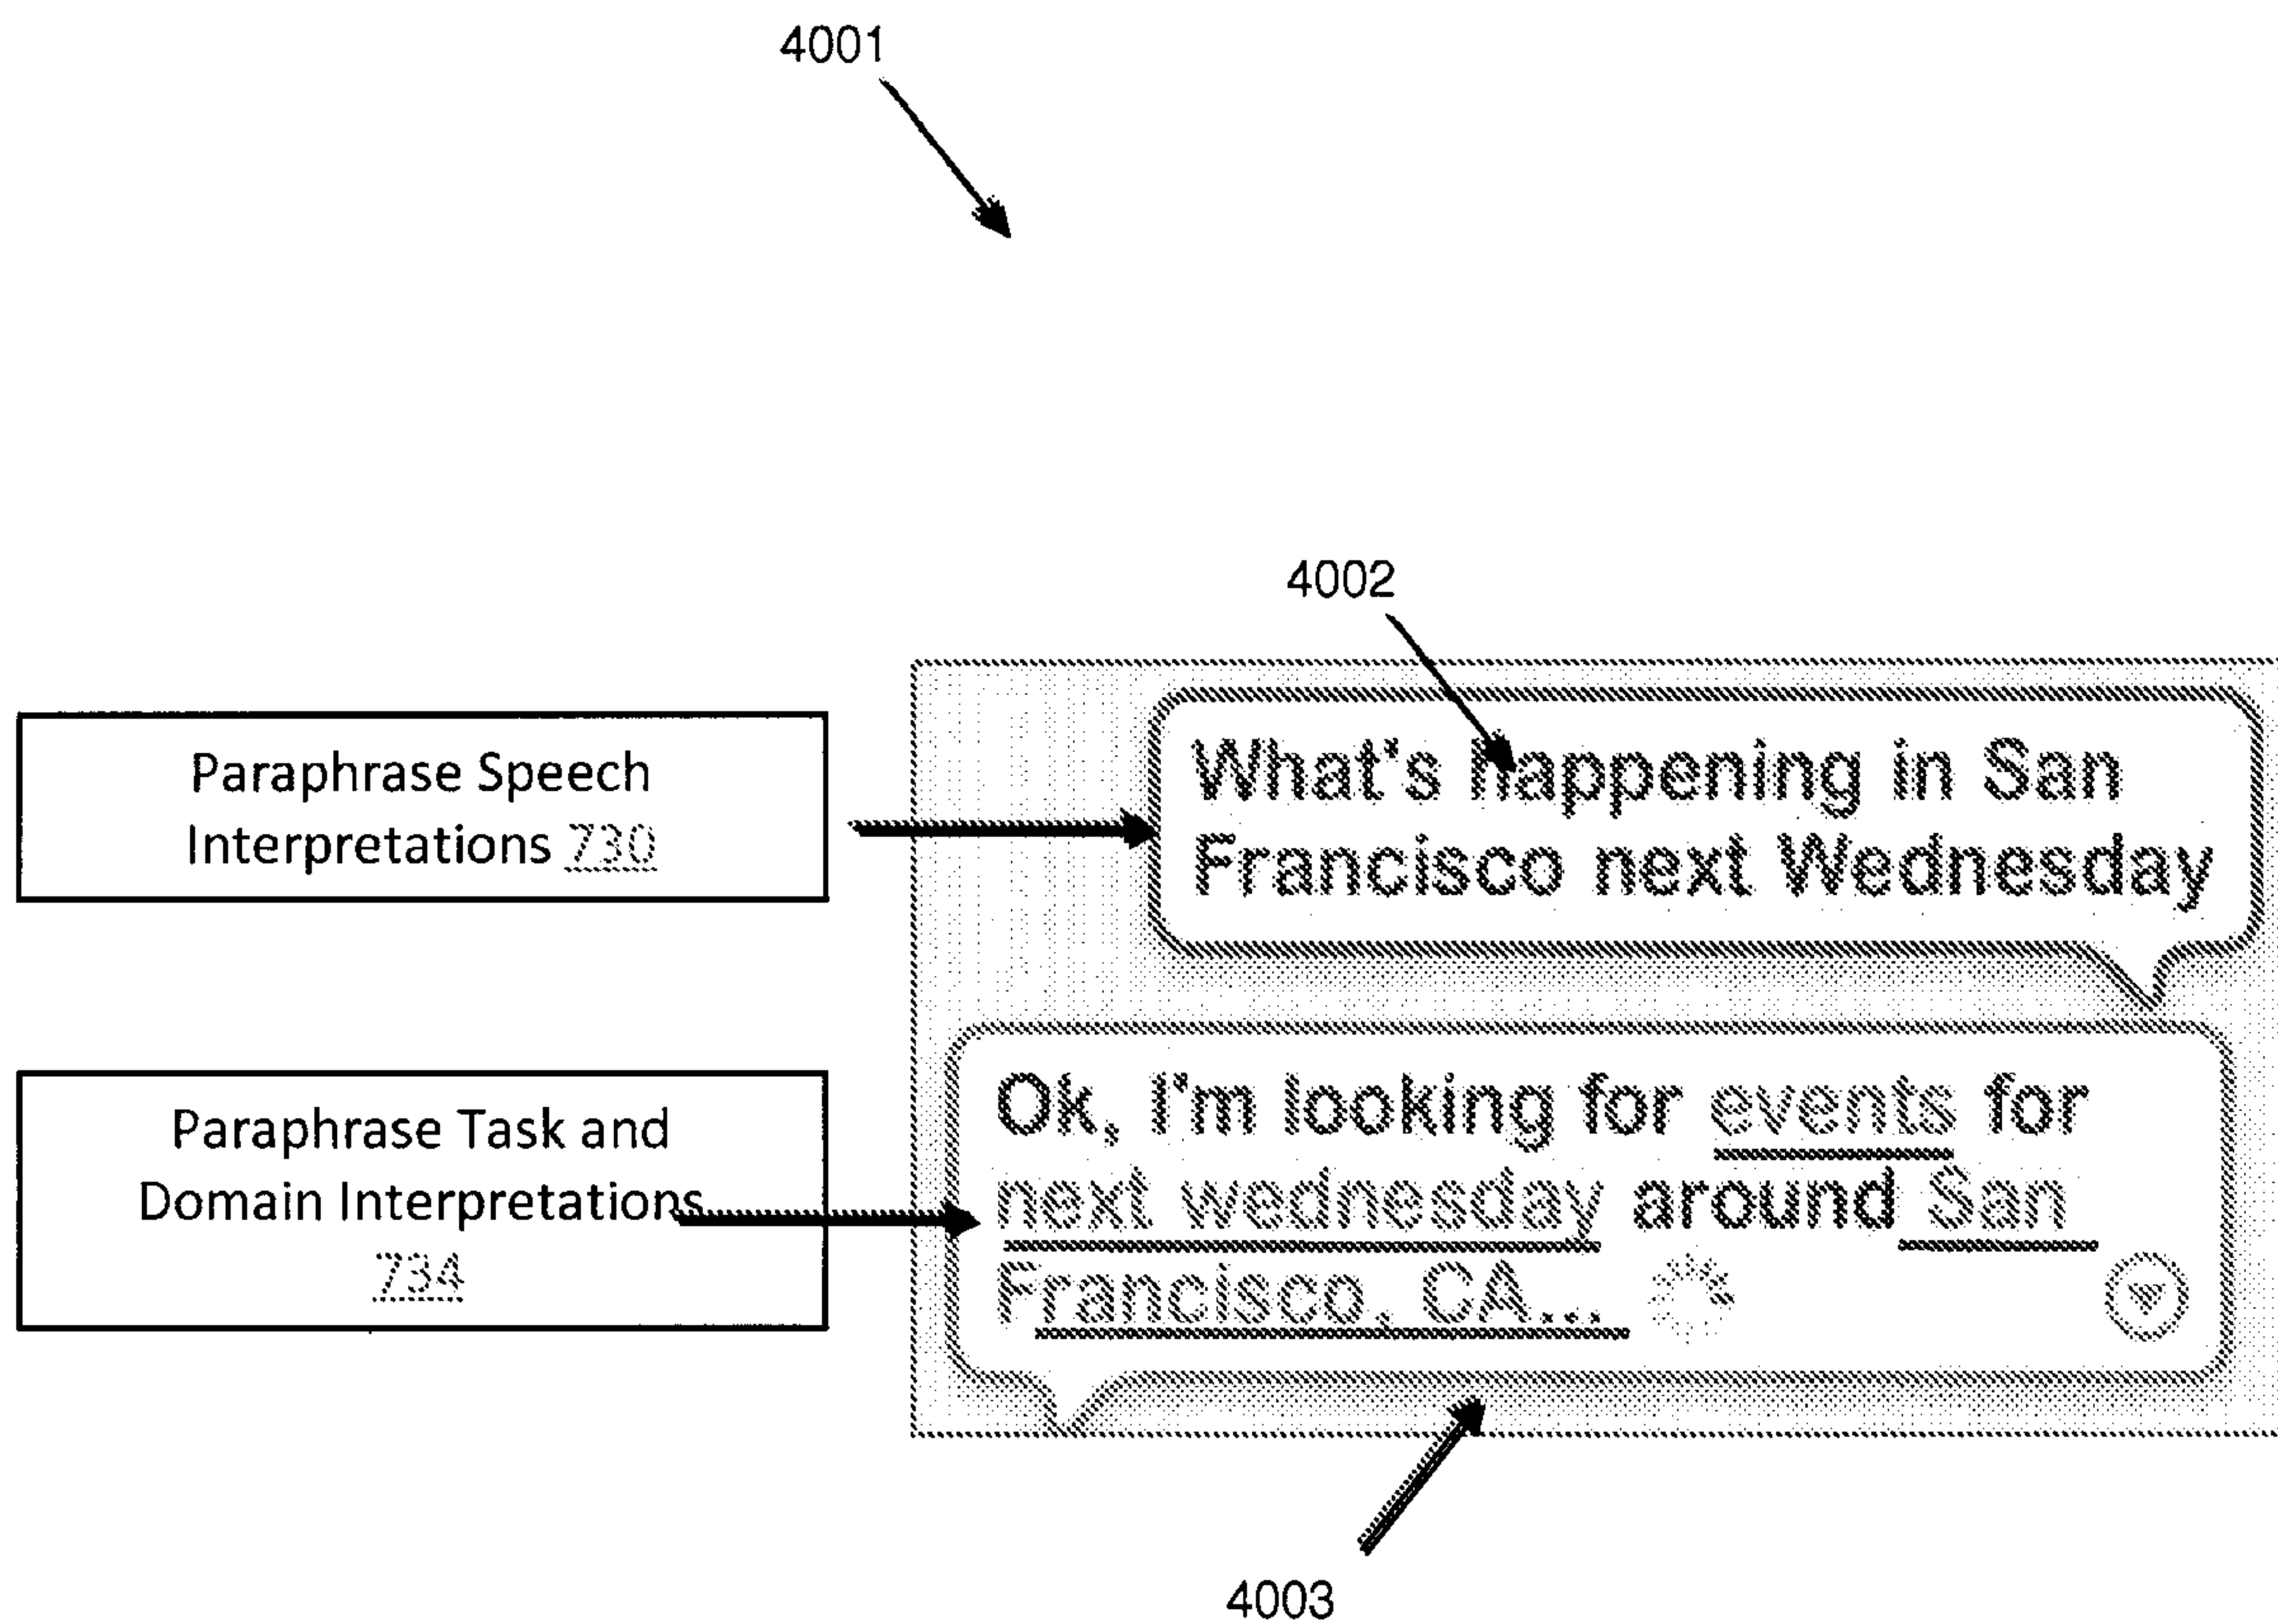 4001
4002
Paraphrase Speech
Interpretations 730
What's happening in San
Francisco next Wednesday
Paraphrase Task and
Domain Interpretations
734
Ok, I'm looking for events for
next wednesday around San
Francisco, CA...
4003